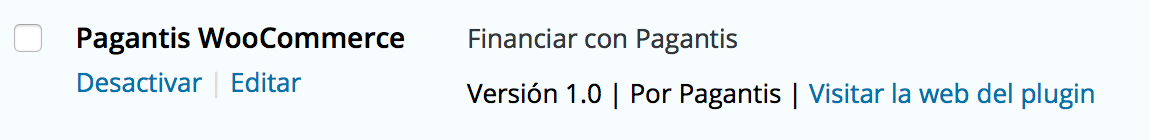 Pagantis WooCommerce
Desactivar | Editar
Financiar con Pagantis
Versión 1.0 | Por Pagantis | Visitar la web del plugin